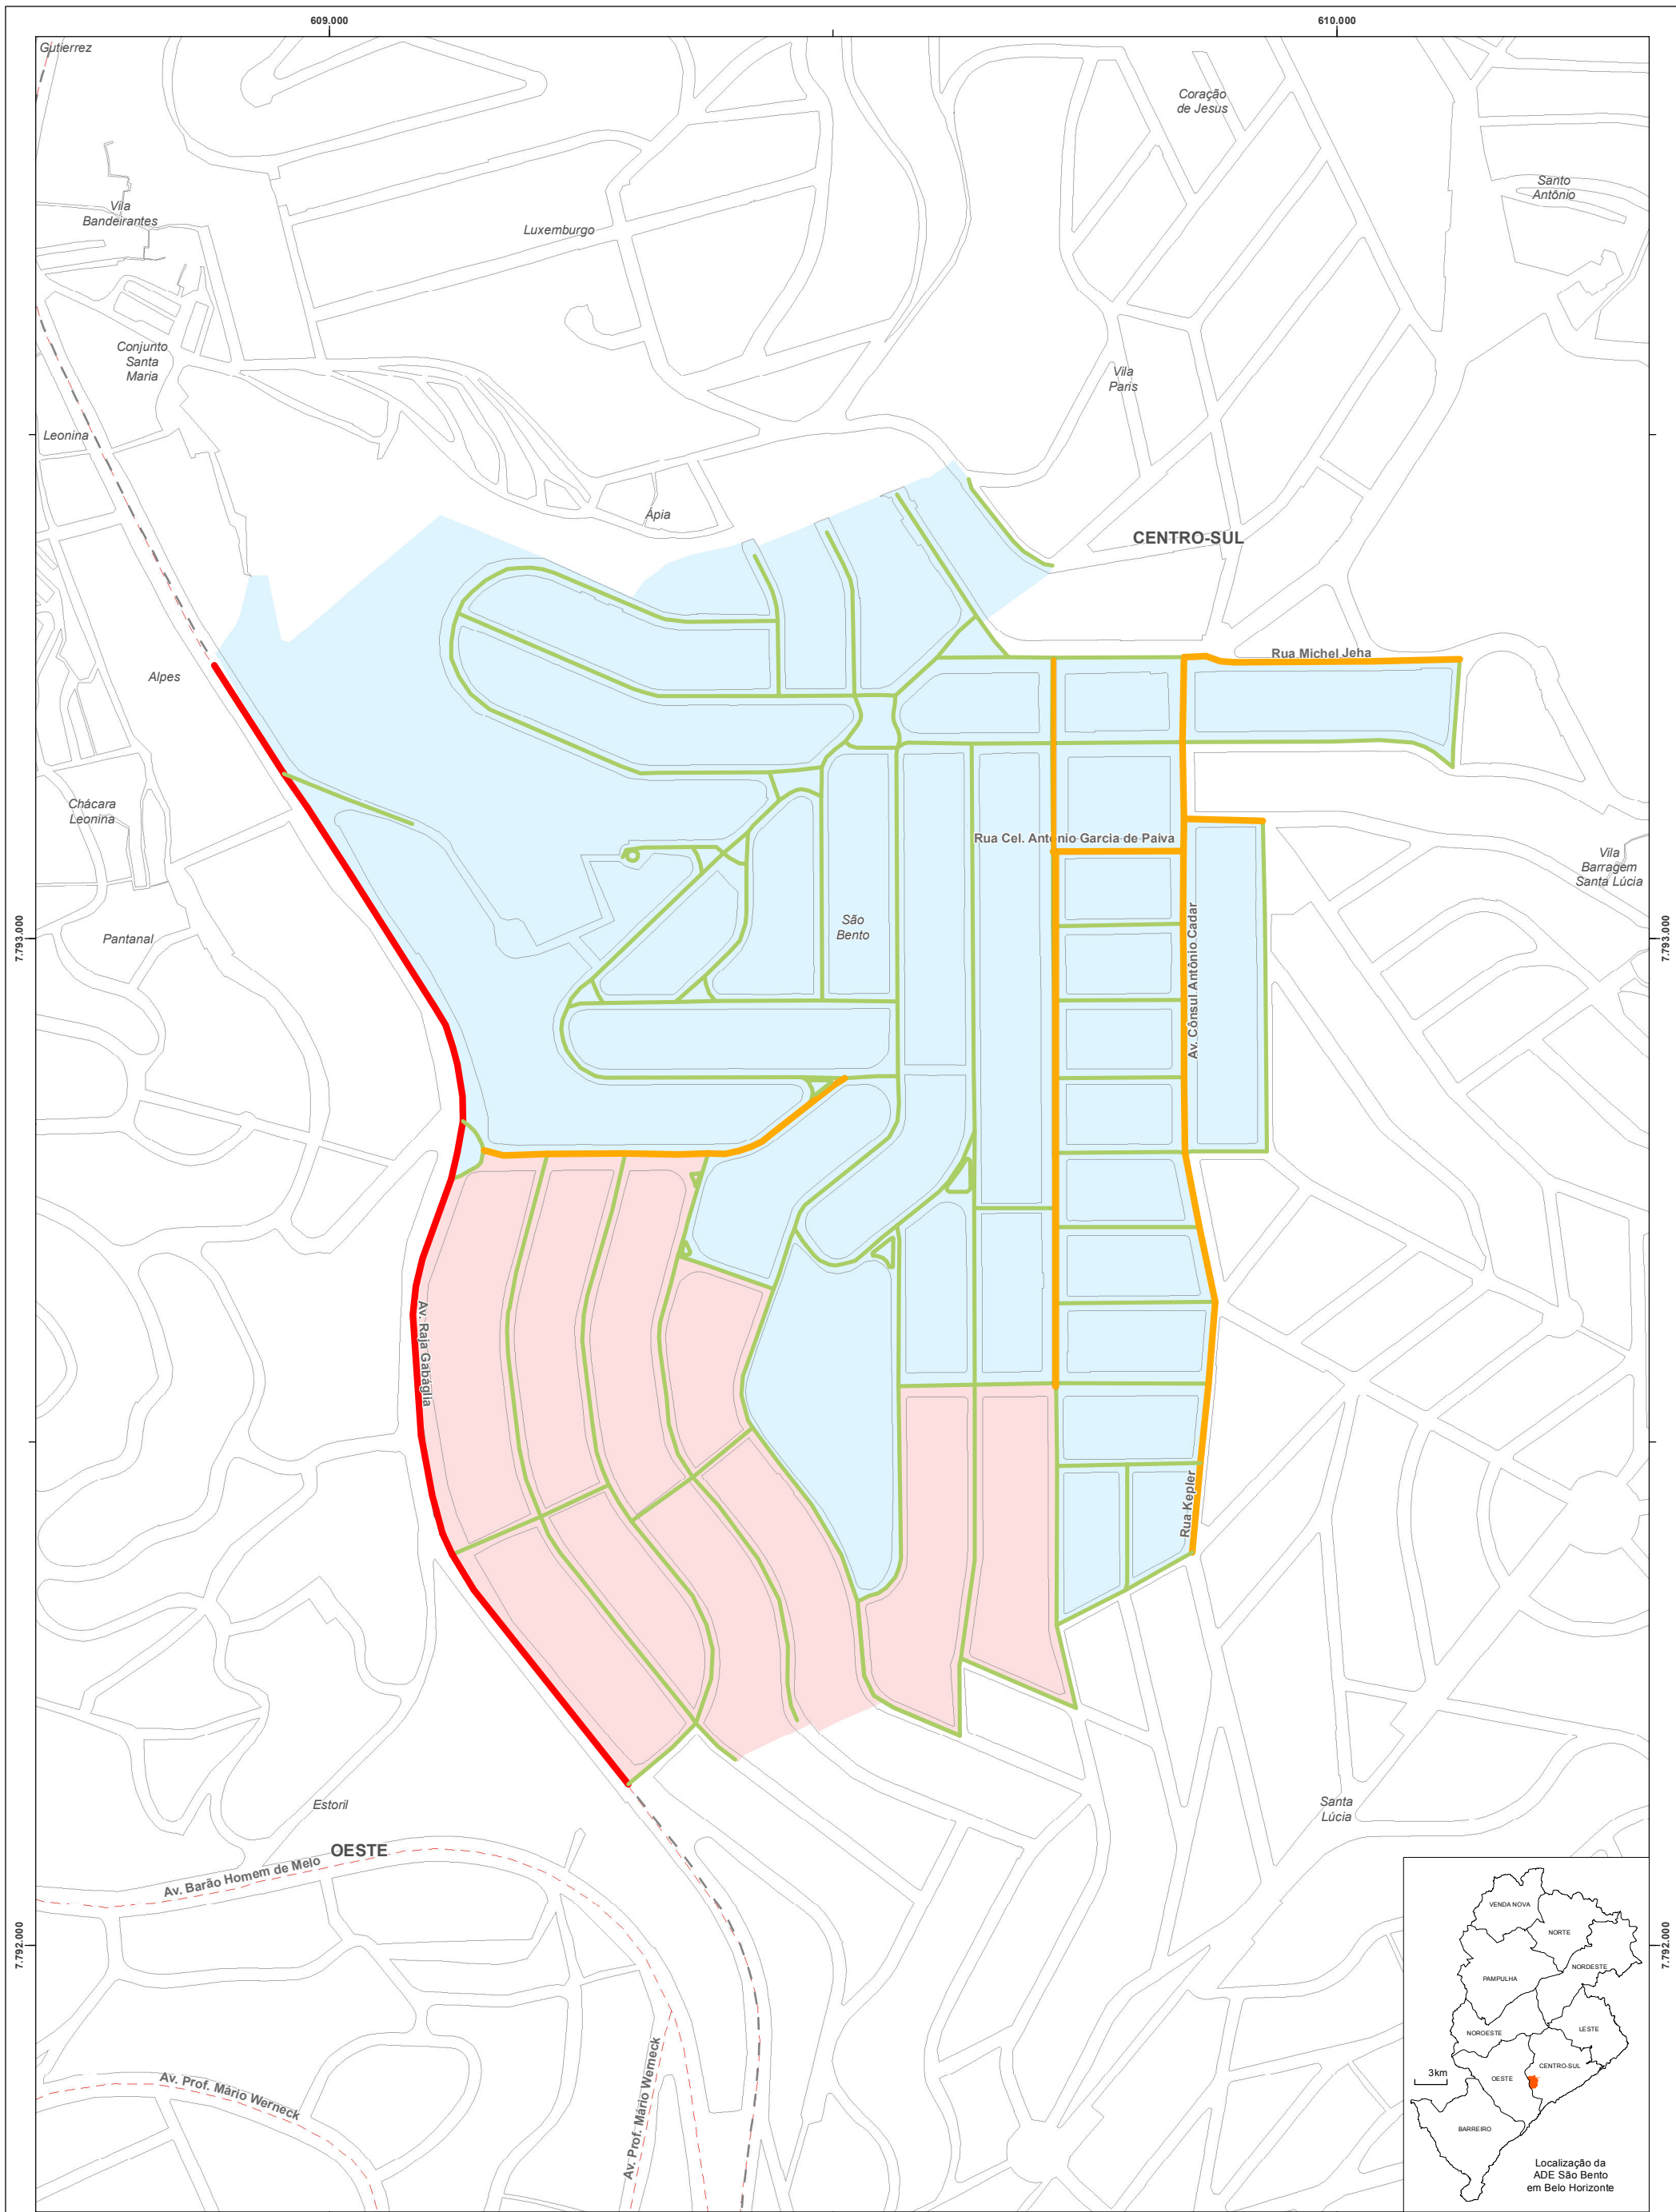 609.000
610.000
Gutierrez
Coração
de Jesus
Santo
Antônio
Vila
Bandeirantes
Luxemburgo
Conjunto
Santa
Maria
Vila
Paris
Leonina
Ápia
CENTRO-SUL
Rua Michel Jeha
Alpes
Chácara
Leonina
Rua Cel. Antônio Garcia de Paiva
Vila
Barragem
Santa Lúcia
São
Bento
Pantanal
7.793.000
7.793.000
Av. Cônsul Antônio Cadar
Av. Raja Gabáglia
Rua Kepler
Estoril
Santa
Lúcia
OESTE
Av. Barão Homem de Melo
7.792.000
7.792.000
Av. Prof. Mário Werneck
Av. Prof. Mário Werneck
VENDA NOVA
NORTE
NORDESTE
PAMPULHA
LESTE
NOROESTE
CENTRO-SUL
3km
OESTE
BARREIRO
Localização da
ADE São Bento
em Belo Horizonte